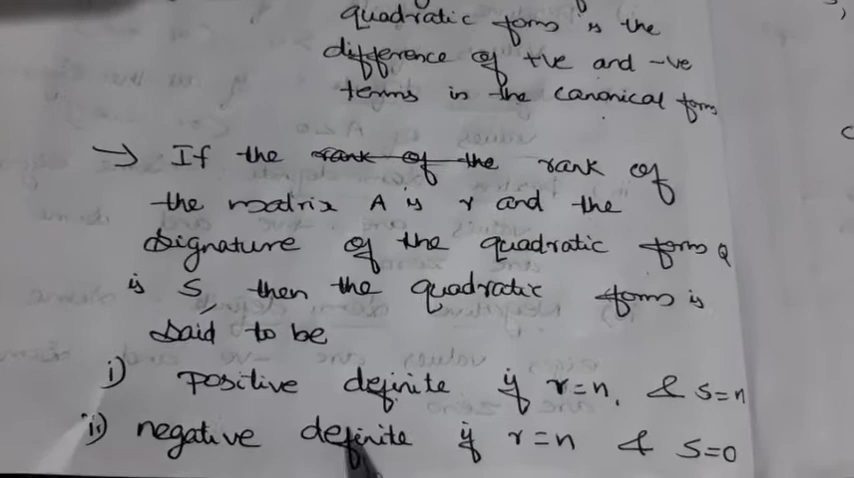 quadratic form is the
difference of +ve and -ve
terms in the canonical form
→ If the rank of the rank of
the matrix A is r and the
signature of the quadratic form Q
is S, then the quadratic form is
said to be
i) positive definite if r=n, & s=n
ii) negative definite if r=n & s=0